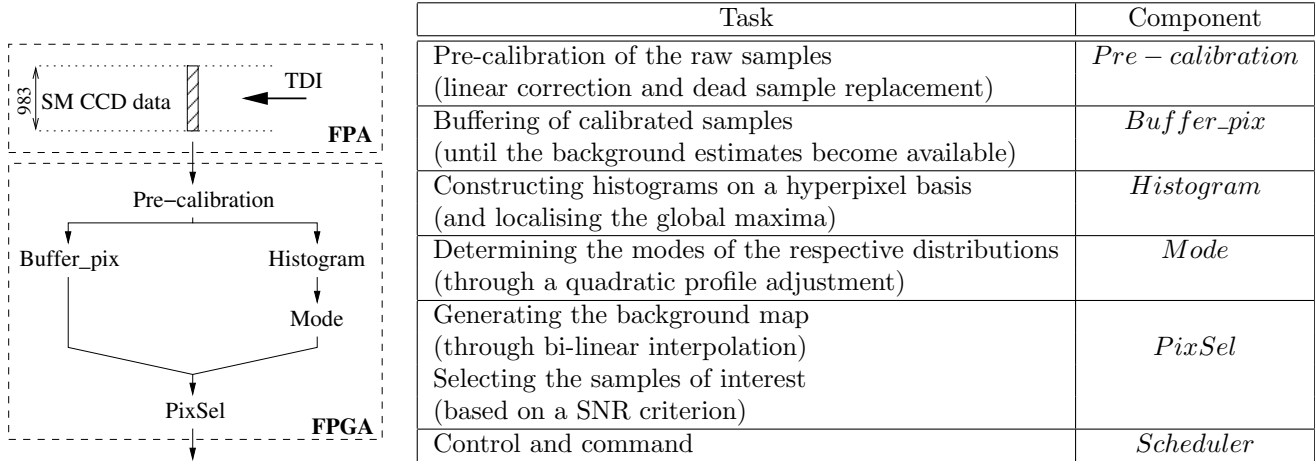 983
SM CCD data
TDI
FPA
Pre−calibration
Buffer_pix
Histogram
Mode
PixSel
FPGA
Task Component
Pre-calibration of the raw samples Pre − calibration
(linear correction and dead sample replacement)
Buffering of calibrated samples Buffer_pix
(until the background estimates become available)
Constructing histograms on a hyperpixel basis Histogram
(and localising the global maxima)
Determining the modes of the respective distributions Mode
(through a quadratic profile adjustment)
Generating the background map
(through bi-linear interpolation) PixSel
Selecting the samples of interest
(based on a SNR criterion)
Control and command Scheduler